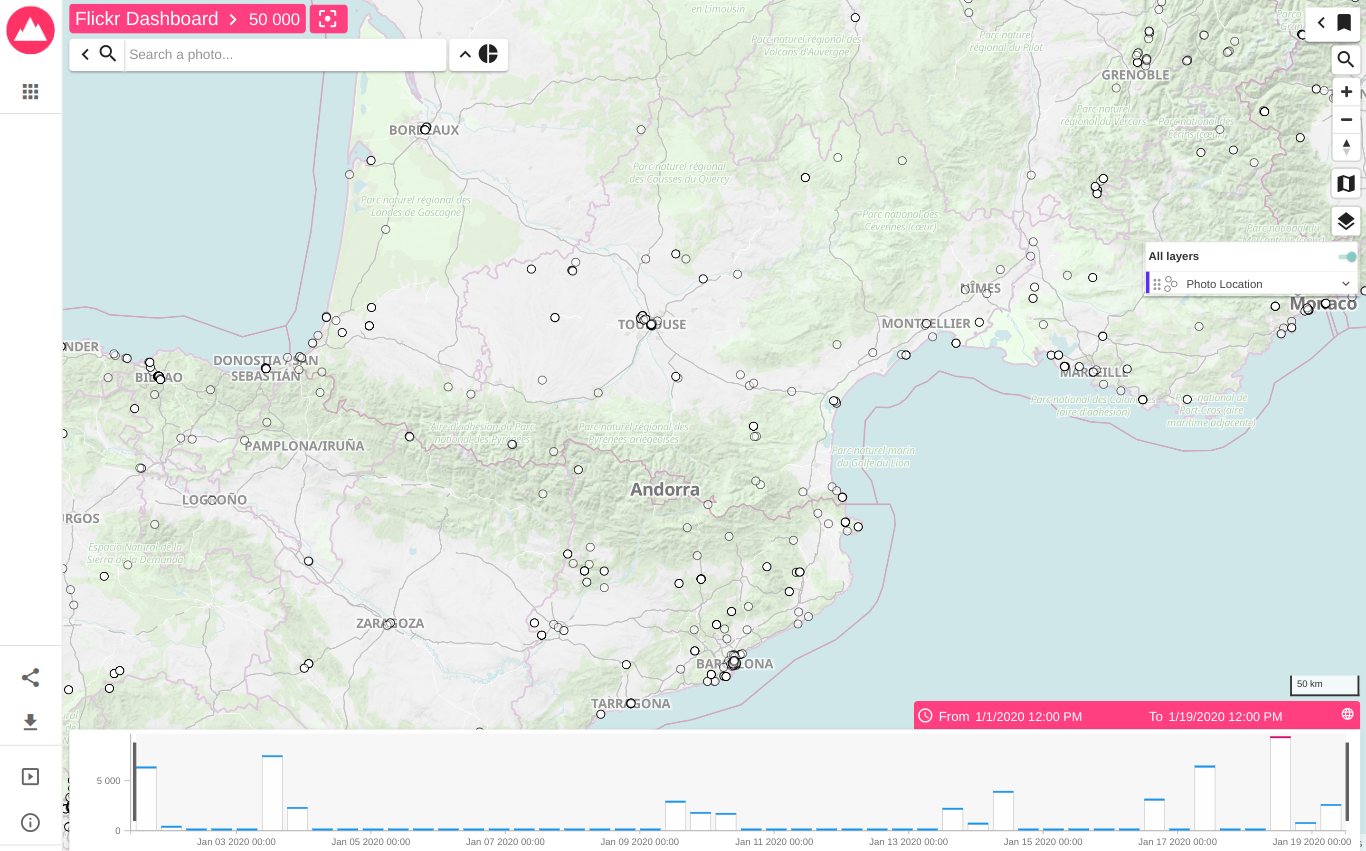 Flickr Dashboard > 50 000
Search a photo...
en Limousin
Parc naturel régional des
Volcans d'Auvergne
Parc naturel
régional du Pilat
GRENOBLE
Parc naturel
régional du Vercors
BORDEAUX
Parc naturel régional
des Causses du Quercy
Parc naturel régional des
Landes de Gascogne
Parc national des
Cévennes (cœur)
All layers
Photo Location
NÎMES
Monaco
TOULOUSE
MONTPELLIER
NDER
DONOSTIA / SAN
SEBASTIÁN
BILBAO
MARSEILLE
Parc national des Calanques
(aire d'adhésion)
Parc national de
Port-Cros (aire
maritime adjacente)
Aire d'adhésion du Parc
national des Pyrénées
Parc naturel régional des
Pyrénées ariégeoises
PAMPLONA/IRUÑA
Parc naturel marin
du Golfe du Lion
Andorra
LOGROÑO
URGOS
Espacio Natural de la
Sierra de la Demanda
ZARAGOZA
BARCELONA
TARRAGONA
50 km
From 1/1/2020 12:00 PM To 1/19/2020 12:00 PM
5 000
0
Jan 03 2020 00:00 Jan 05 2020 00:00 Jan 07 2020 00:00 Jan 09 2020 00:00 Jan 11 2020 00:00 Jan 13 2020 00:00 Jan 15 2020 00:00 Jan 17 2020 00:00 Jan 19 2020 00:00